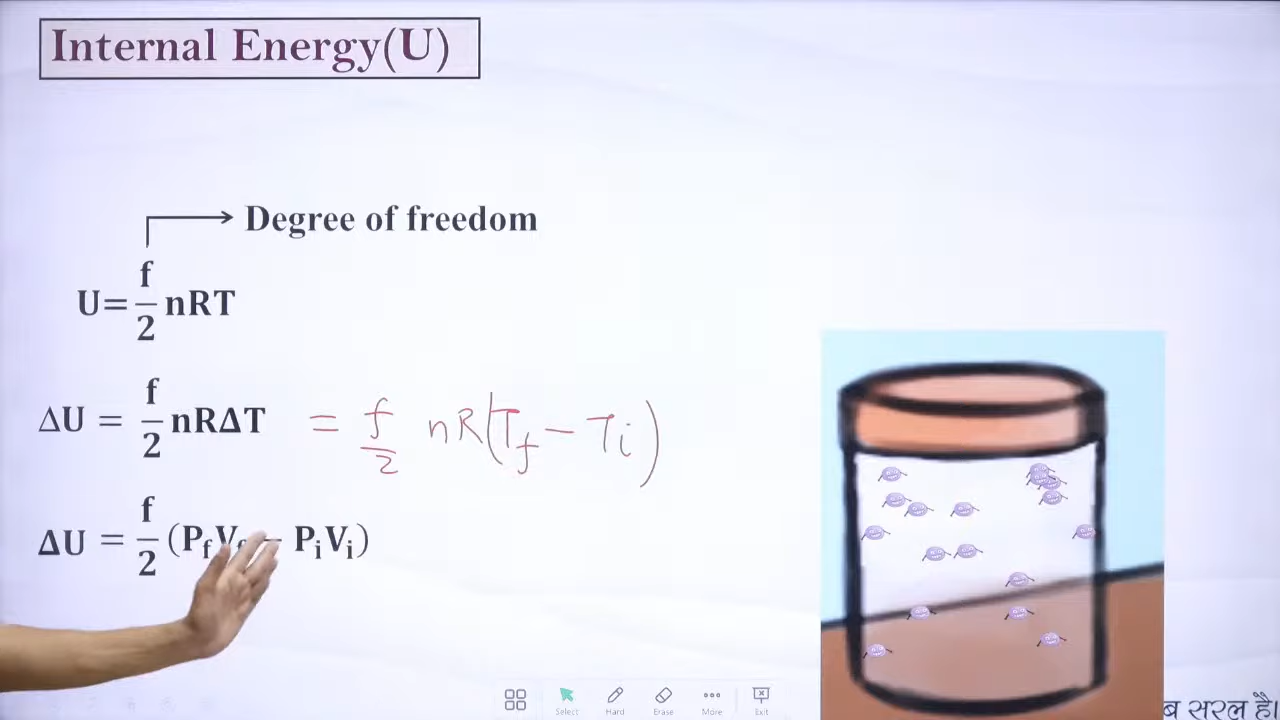 Internal Energy(U)
Degree of freedom
U= f/2 nRT
ΔU = f/2 nRΔT = f/2 nR(Tf − Ti)
ΔU = f/2 (PfVf − PiVi)
Select Hard Erase More Exit
ब सरल है।